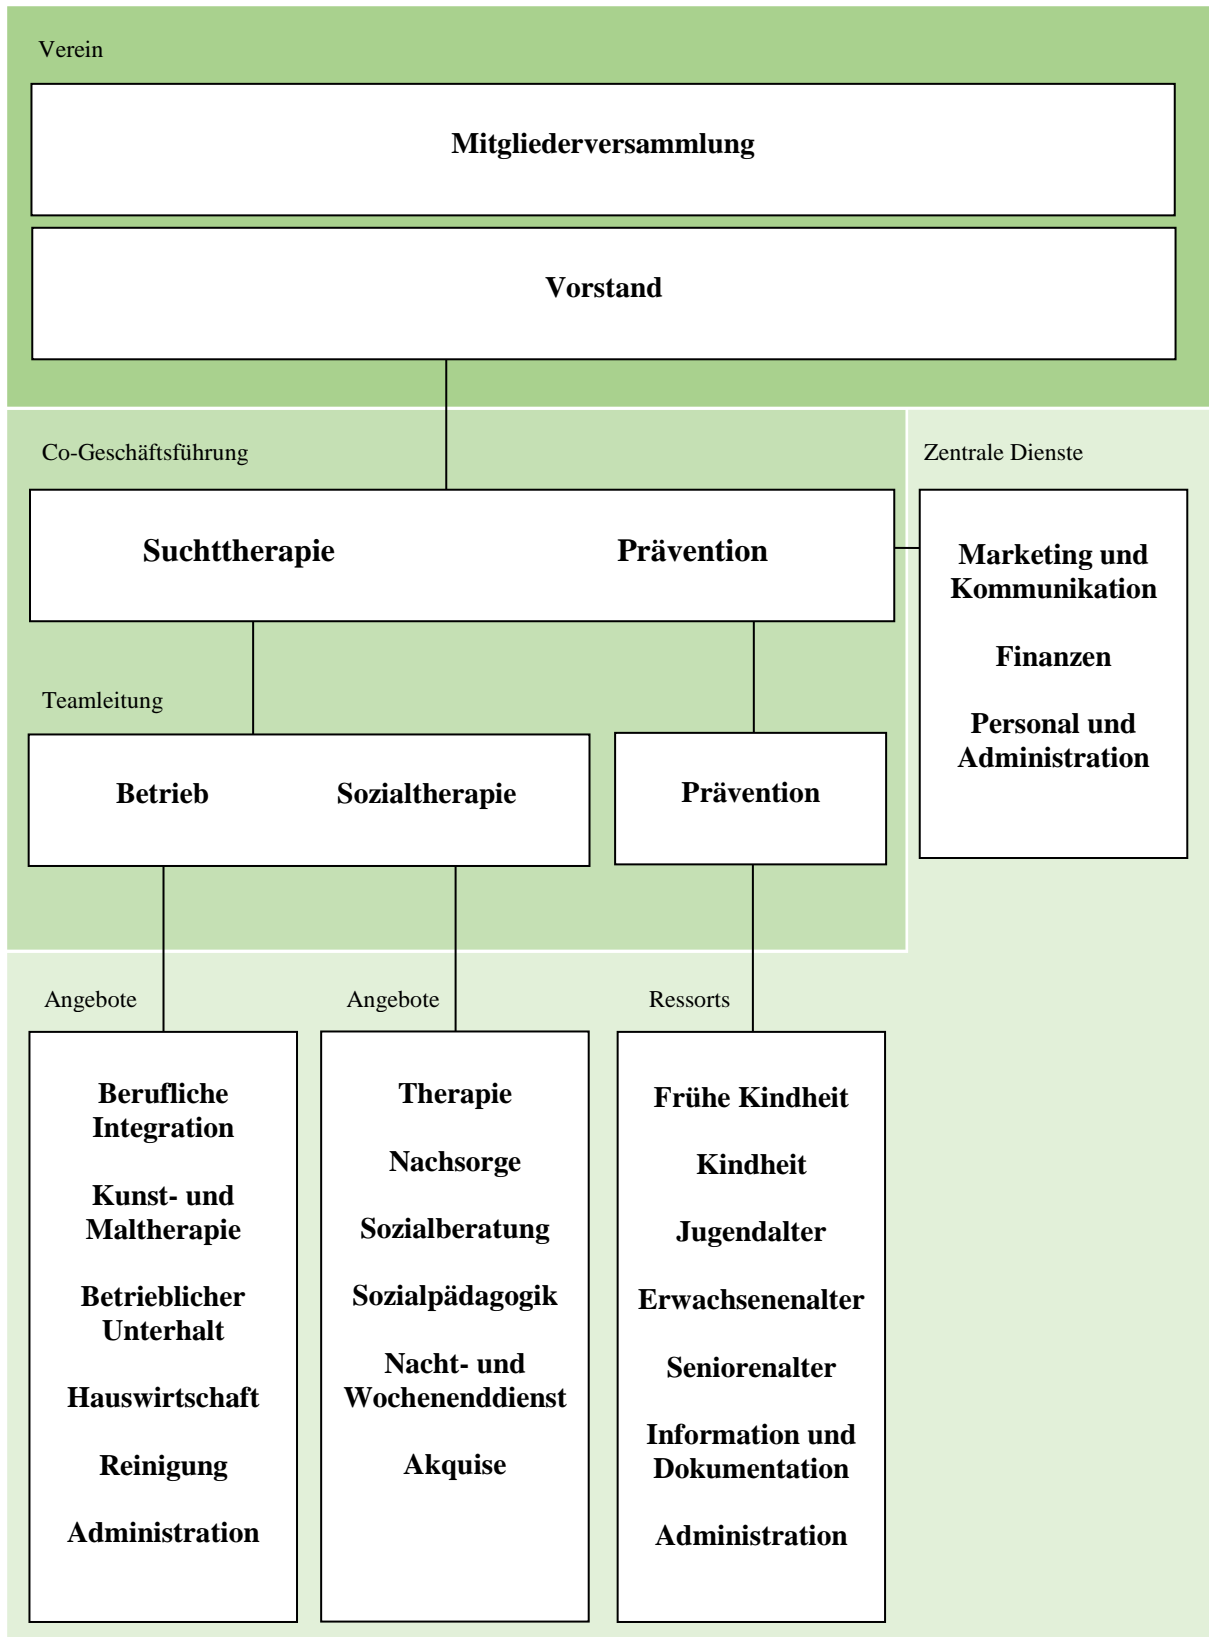 Verein
Mitgliederversammlung
Vorstand
Co-Geschäftsführung
Suchttherapie
Prävention
Zentrale Dienste
Marketing und
Kommunikation
Finanzen
Personal und
Administration
Teamleitung
Betrieb
Sozialtherapie
Prävention
Angebote
Berufliche
Integration
Kunst- und
Maltherapie
Betrieblicher
Unterhalt
Hauswirtschaft
Reinigung
Administration
Angebote
Therapie
Nachsorge
Sozialberatung
Sozialpädagogik
Nacht- und
Wochenenddienst
Akquise
Ressorts
Frühe Kindheit
Kindheit
Jugendalter
Erwachsenenalter
Seniorenalter
Information und
Dokumentation
Administration